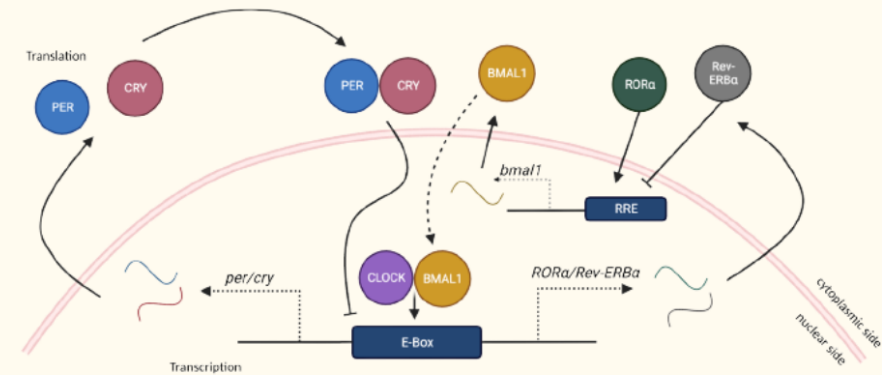 Translation
PER
CRY
PER
CRY
BMAL1
RORα
Rev-
ERBα
bmal1
RRE
CLOCK
BMAL1
per/cry
RORα/Rev-ERBα
E-Box
Transcription
cytoplasmic side
nuclear side